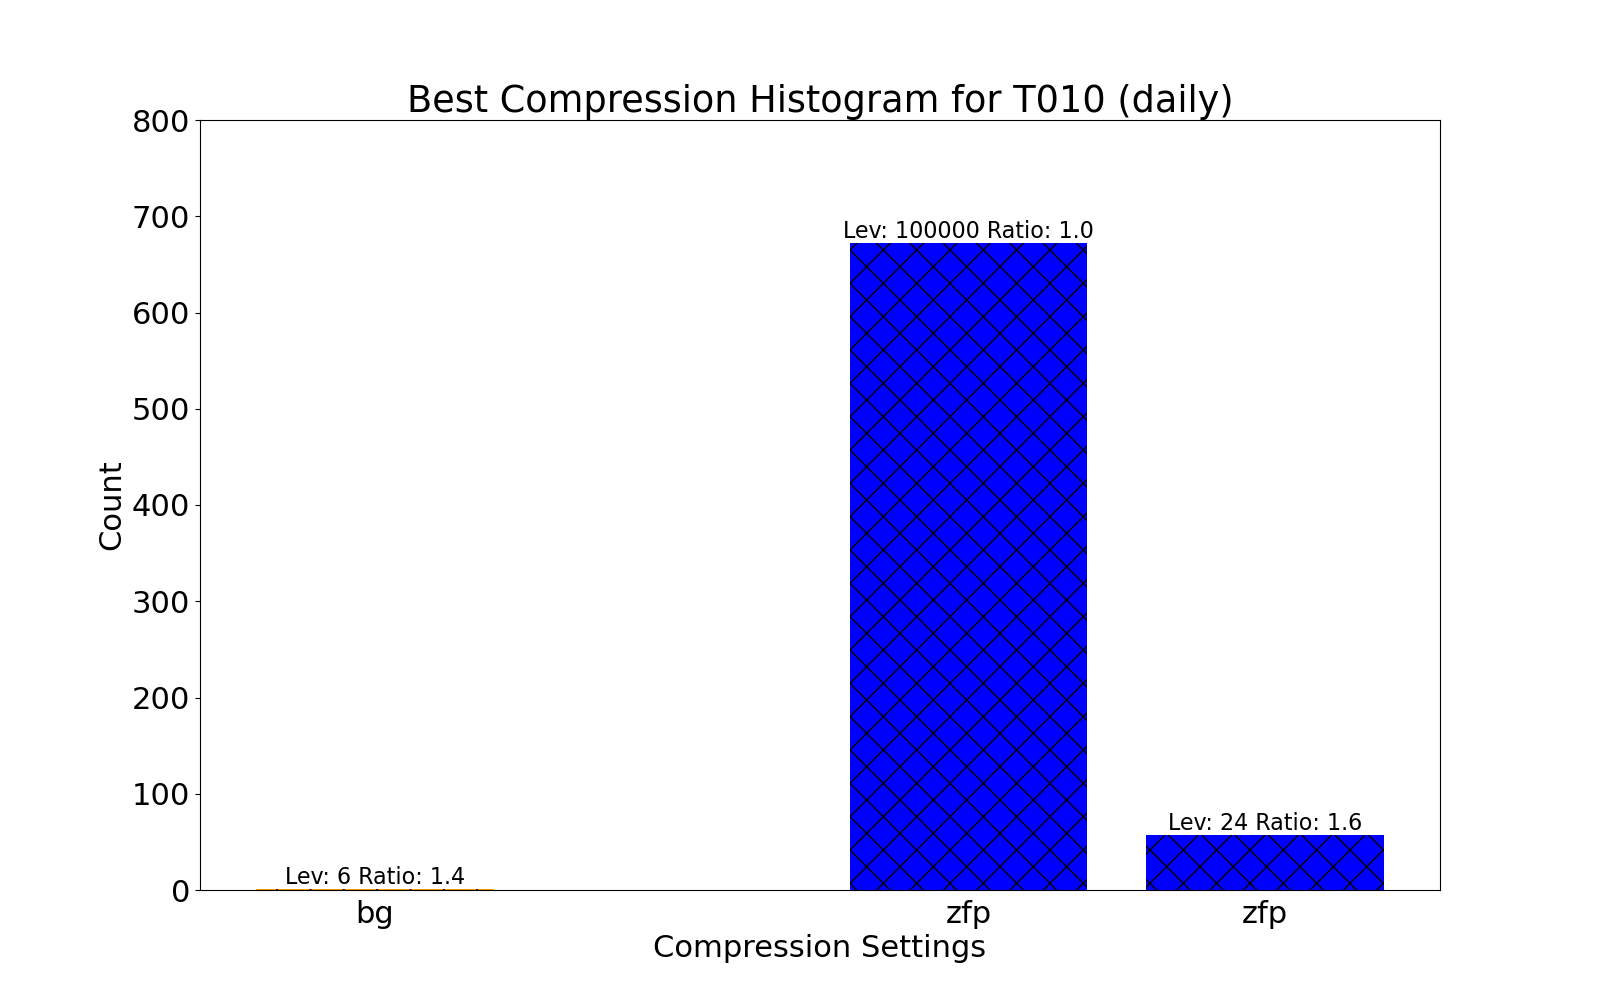 Best Compression Histogram for T010 (daily)
800
700
600
500
400
300
200
100
0
Count
Lev: 6 Ratio: 1.4
Lev: 100000 Ratio: 1.0
Lev: 24 Ratio: 1.6
bg
zfp
zfp
Compression Settings